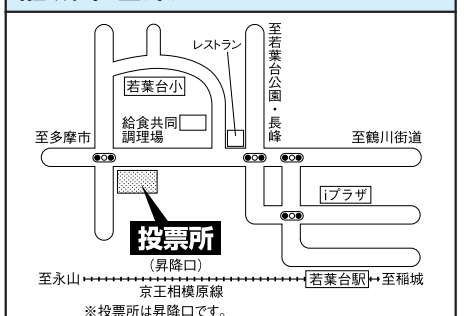 レストラン
至若葉台公園・長峰
若葉台小
給食共同
調理場
至多摩市
至鶴川街道
iプラザ
投票所
(昇降口)
至永山
若葉台駅
至稲城
京王相模原線
※投票所は昇降口です。